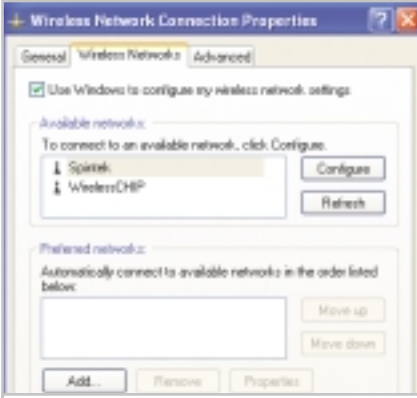 Wireless Network Connection Properties
General Wireless Networks Advanced
Use Windows to configure my wireless network settings
Available networks:
To connect to an available network, click Configure.
Spintek
WirelessCHIP
Configure
Refresh
Preferred networks:
Automatically connect to available networks in the order listed
below:
Move up
Move down
Add... Remove Properties